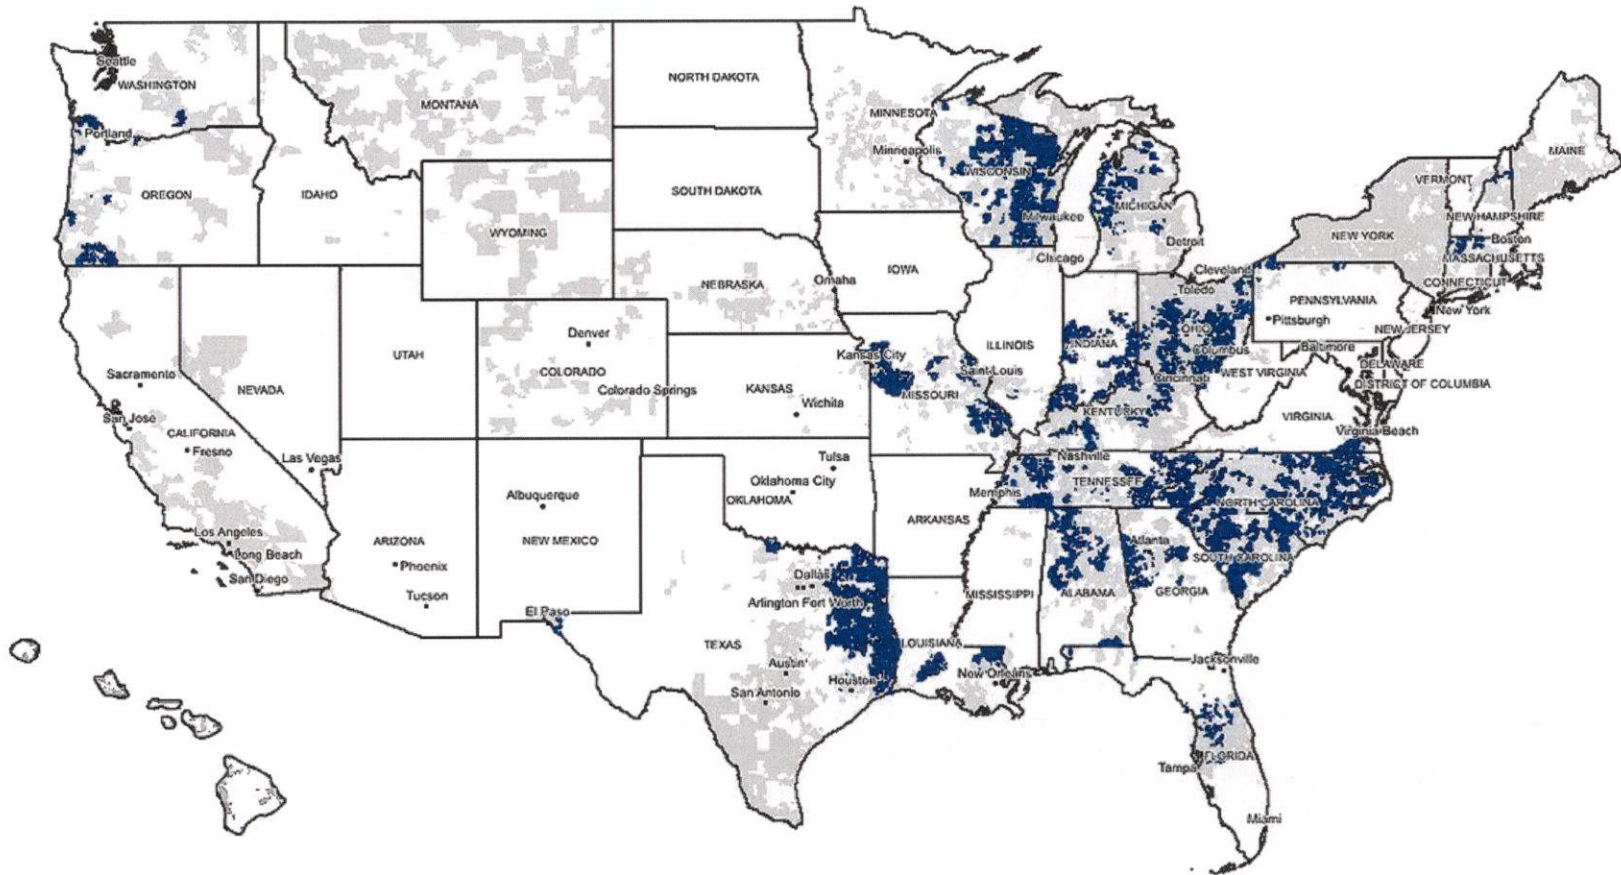 Seattle
WASHINGTON
MONTANA
NORTH DAKOTA
MINNESOTA
Minneapolis
Portland
OREGON
IDAHO
WYOMING
SOUTH DAKOTA
WISCONSIN
Milwaukee
MICHIGAN
Detroit
Chicago
MAINE
VERMONT
NEW HAMPSHIRE
NEW YORK
Boston
MASSACHUSETTS
CONNECTICUT
New York
Cleveland
Toledo
PENNSYLVANIA
Pittsburgh
NEW JERSEY
NEBRASKA
Omaha
IOWA
ILLINOIS
INDIANA
OHIO
Columbus
Cincinnati
Baltimore
DELAWARE
DISTRICT OF COLUMBIA
WEST VIRGINIA
VIRGINIA
Virginia Beach
Sacramento
San Jose
CALIFORNIA
Fresno
NEVADA
Las Vegas
UTAH
Denver
COLORADO
Colorado Springs
KANSAS
Wichita
Kansas City
Saint Louis
MISSOURI
KENTURKY
Nashville
TENNESSEE
Memphis
NORTH CAROLINA
SOUTH CAROLINA
Los Angeles
Long Beach
San Diego
ARIZONA
Phoenix
Tucson
Albuquerque
NEW MEXICO
El Paso
Tulsa
Oklahoma City
OKLAHOMA
ARKANSAS
Dallas
Arlington Fort Worth
TEXAS
Austin
San Antonio
Houston
LOUISIANA
New Orleans
MISSISSIPPI
ALABAMA
Atlanta
GEORGIA
Jacksonville
FLORIDA
Tampa
Miami